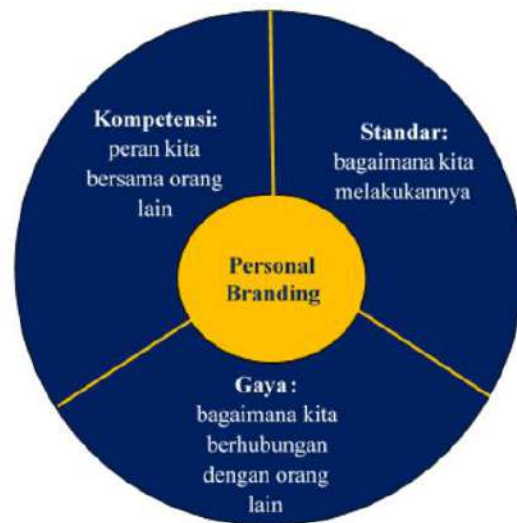 Kompetensi:
peran kita
bersama orang
lain
Standar:
bagaimana kita
melakukannya
Personal
Branding
Gaya :
bagaimana kita
berhubungan
dengan orang
lain